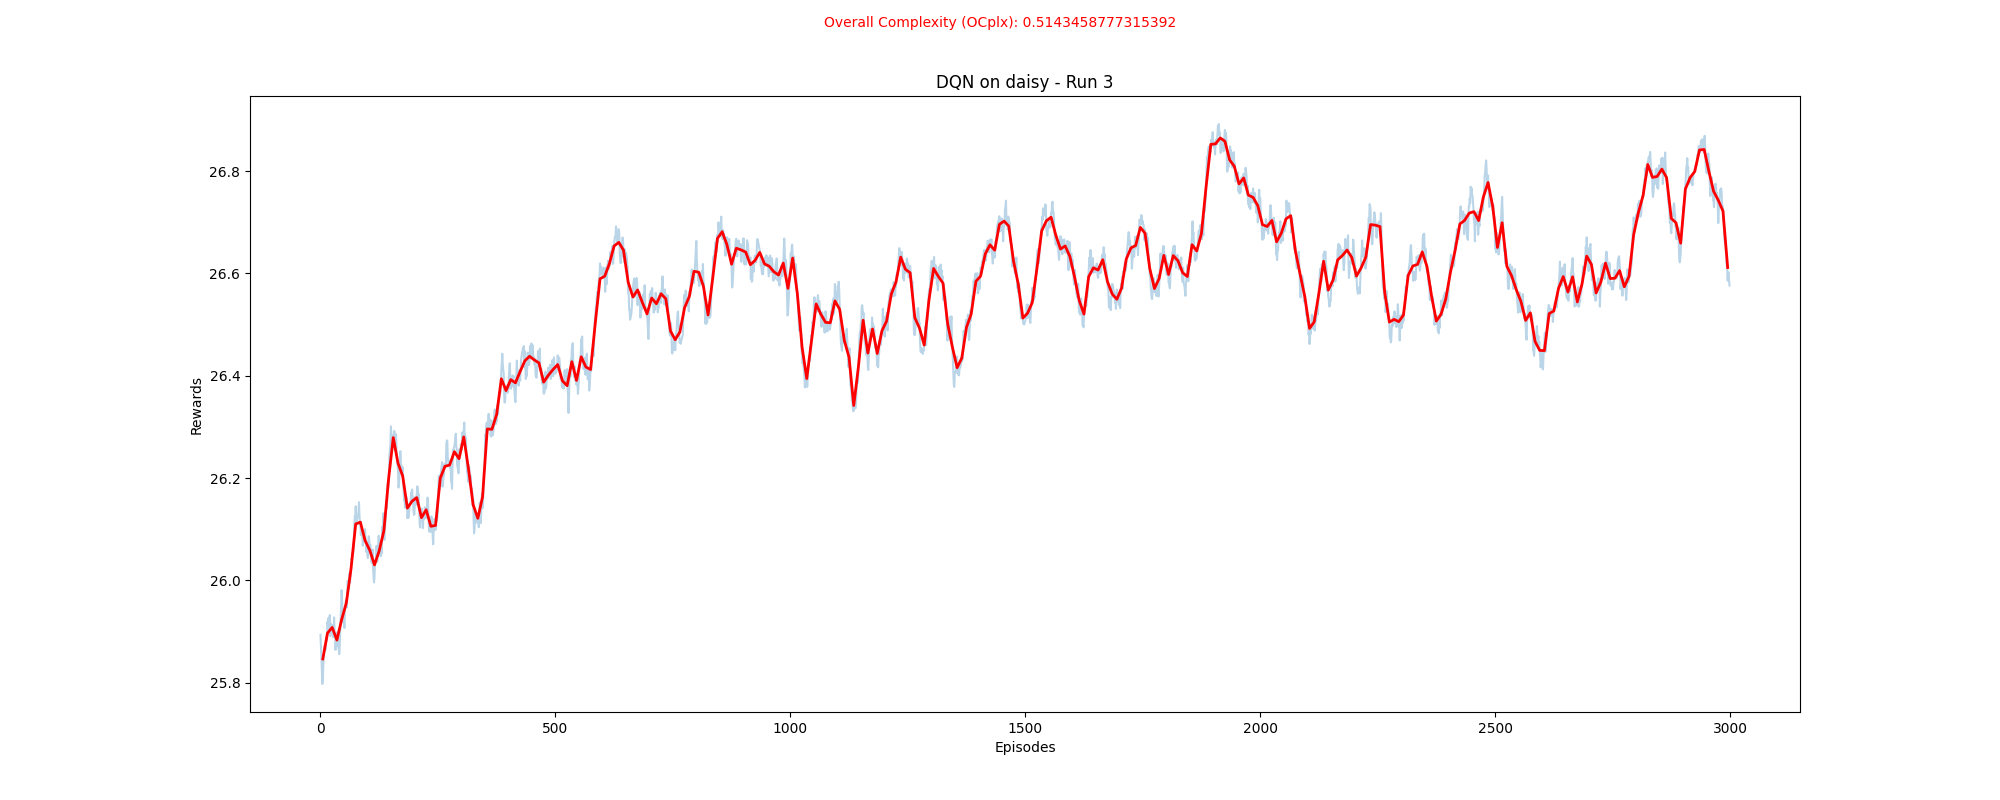 Overall Complexity (OCplx): 0.5143458777315392
DQN on daisy - Run 3
26.8
26.6
26.4
26.2
26.0
25.8
Rewards
0 500 1000 1500 2000 2500 3000
Episodes